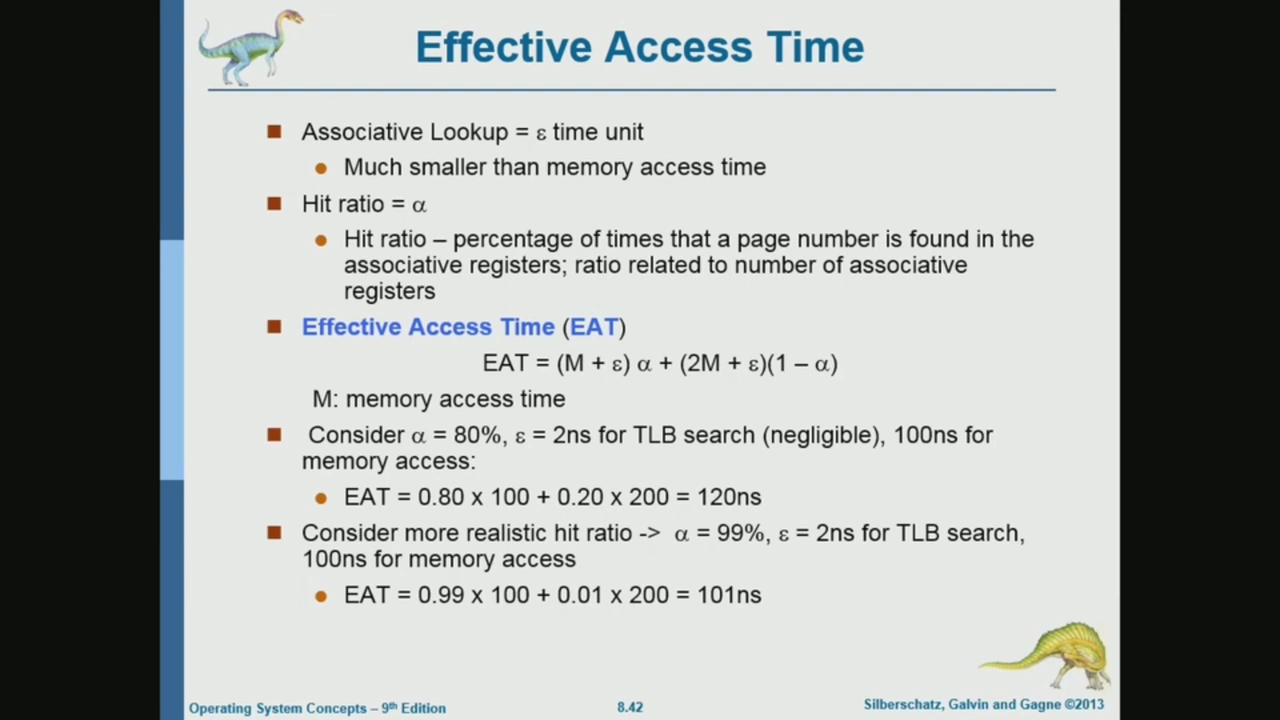 Effective Access Time
Associative Lookup = ε time unit
Much smaller than memory access time
Hit ratio = α
Hit ratio – percentage of times that a page number is found in the
associative registers; ratio related to number of associative
registers
Effective Access Time (EAT)
EAT = (M + ε) α + (2M + ε)(1 – α)
M: memory access time
Consider α = 80%, ε = 2ns for TLB search (negligible), 100ns for
memory access:
EAT = 0.80 x 100 + 0.20 x 200 = 120ns
Consider more realistic hit ratio -> α = 99%, ε = 2ns for TLB search,
100ns for memory access
EAT = 0.99 x 100 + 0.01 x 200 = 101ns
Operating System Concepts – 9th Edition
8.42
Silberschatz, Galvin and Gagne ©2013